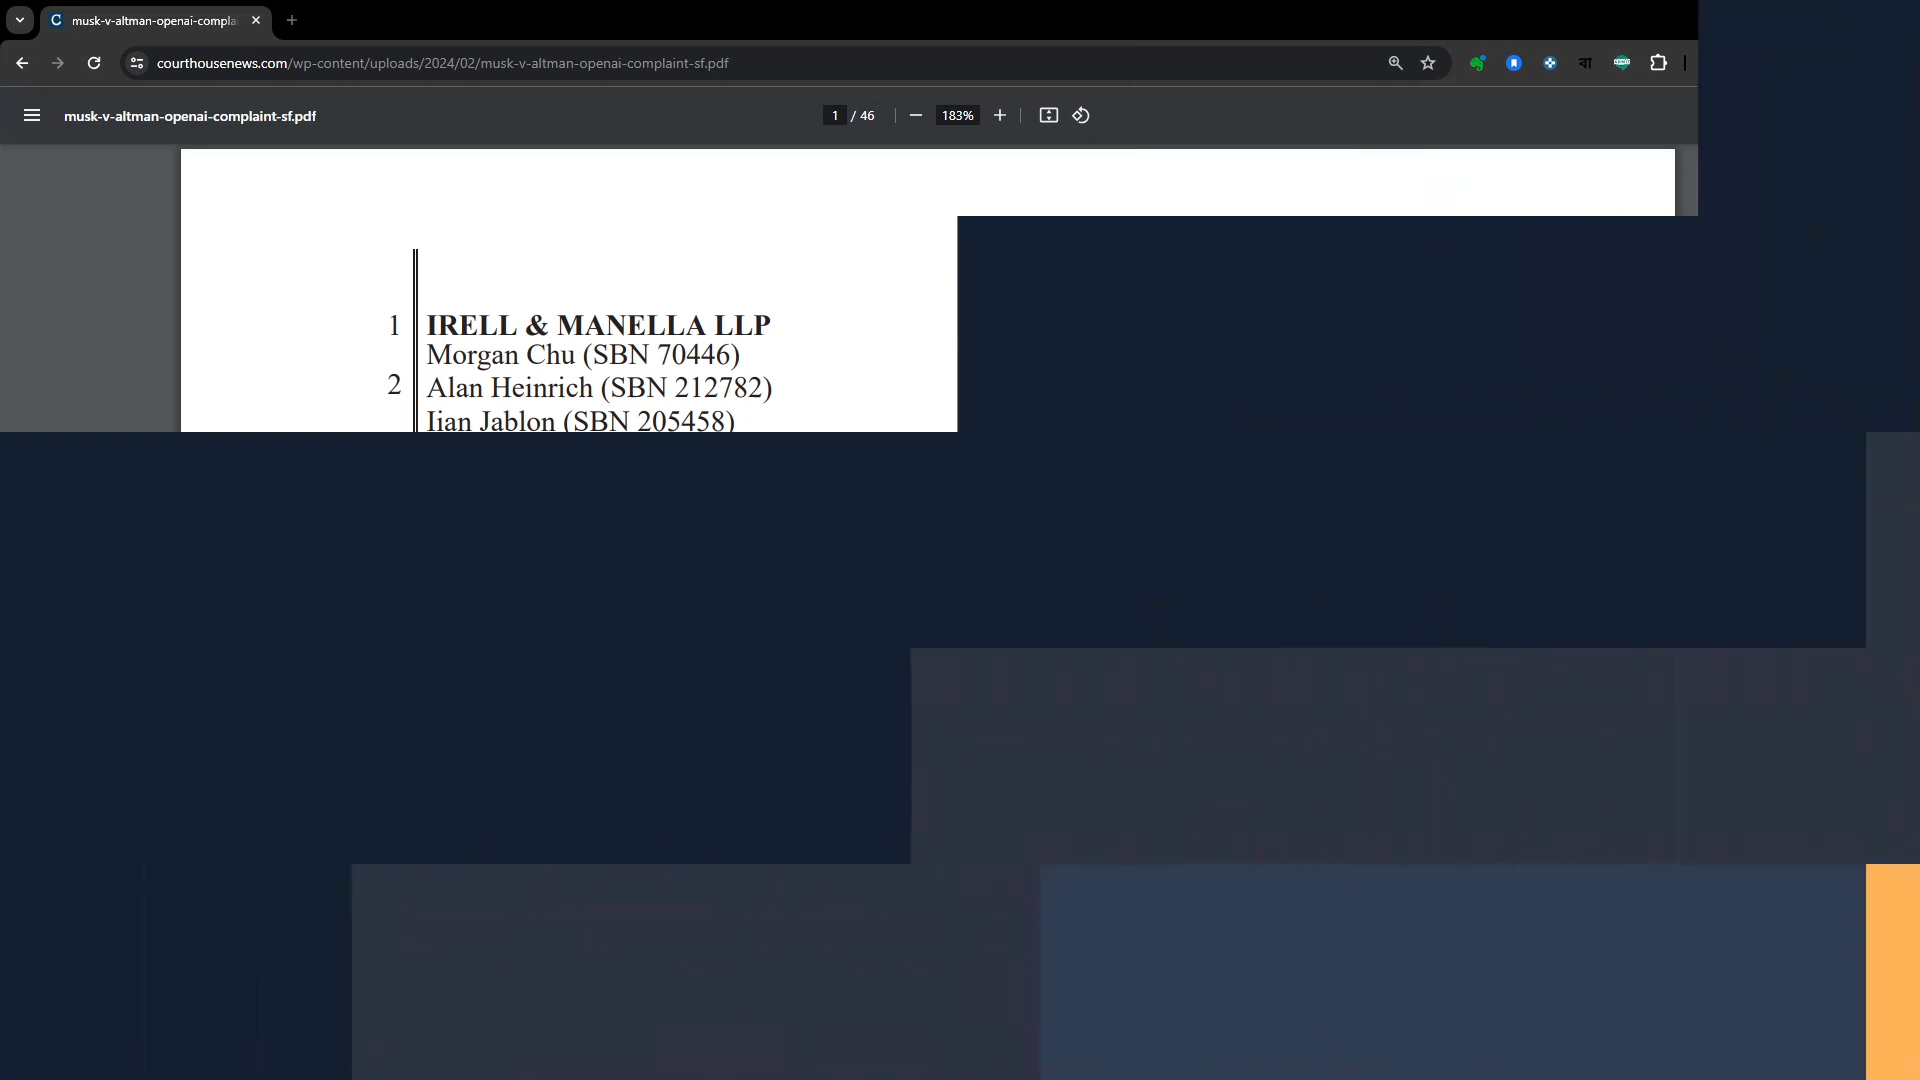 musk-v-altman-openai-compla
courthousenews.com/wp-content/uploads/2024/02/musk-v-altman-openai-complaint-sf.pdf
বা
musk-v-altman-openai-complaint-sf.pdf
1 / 46
183%
1 IRELL & MANELLA LLP
Morgan Chu (SBN 70446)
2 Alan Heinrich (SBN 212782)
Iian Jablon (SBN 205458)